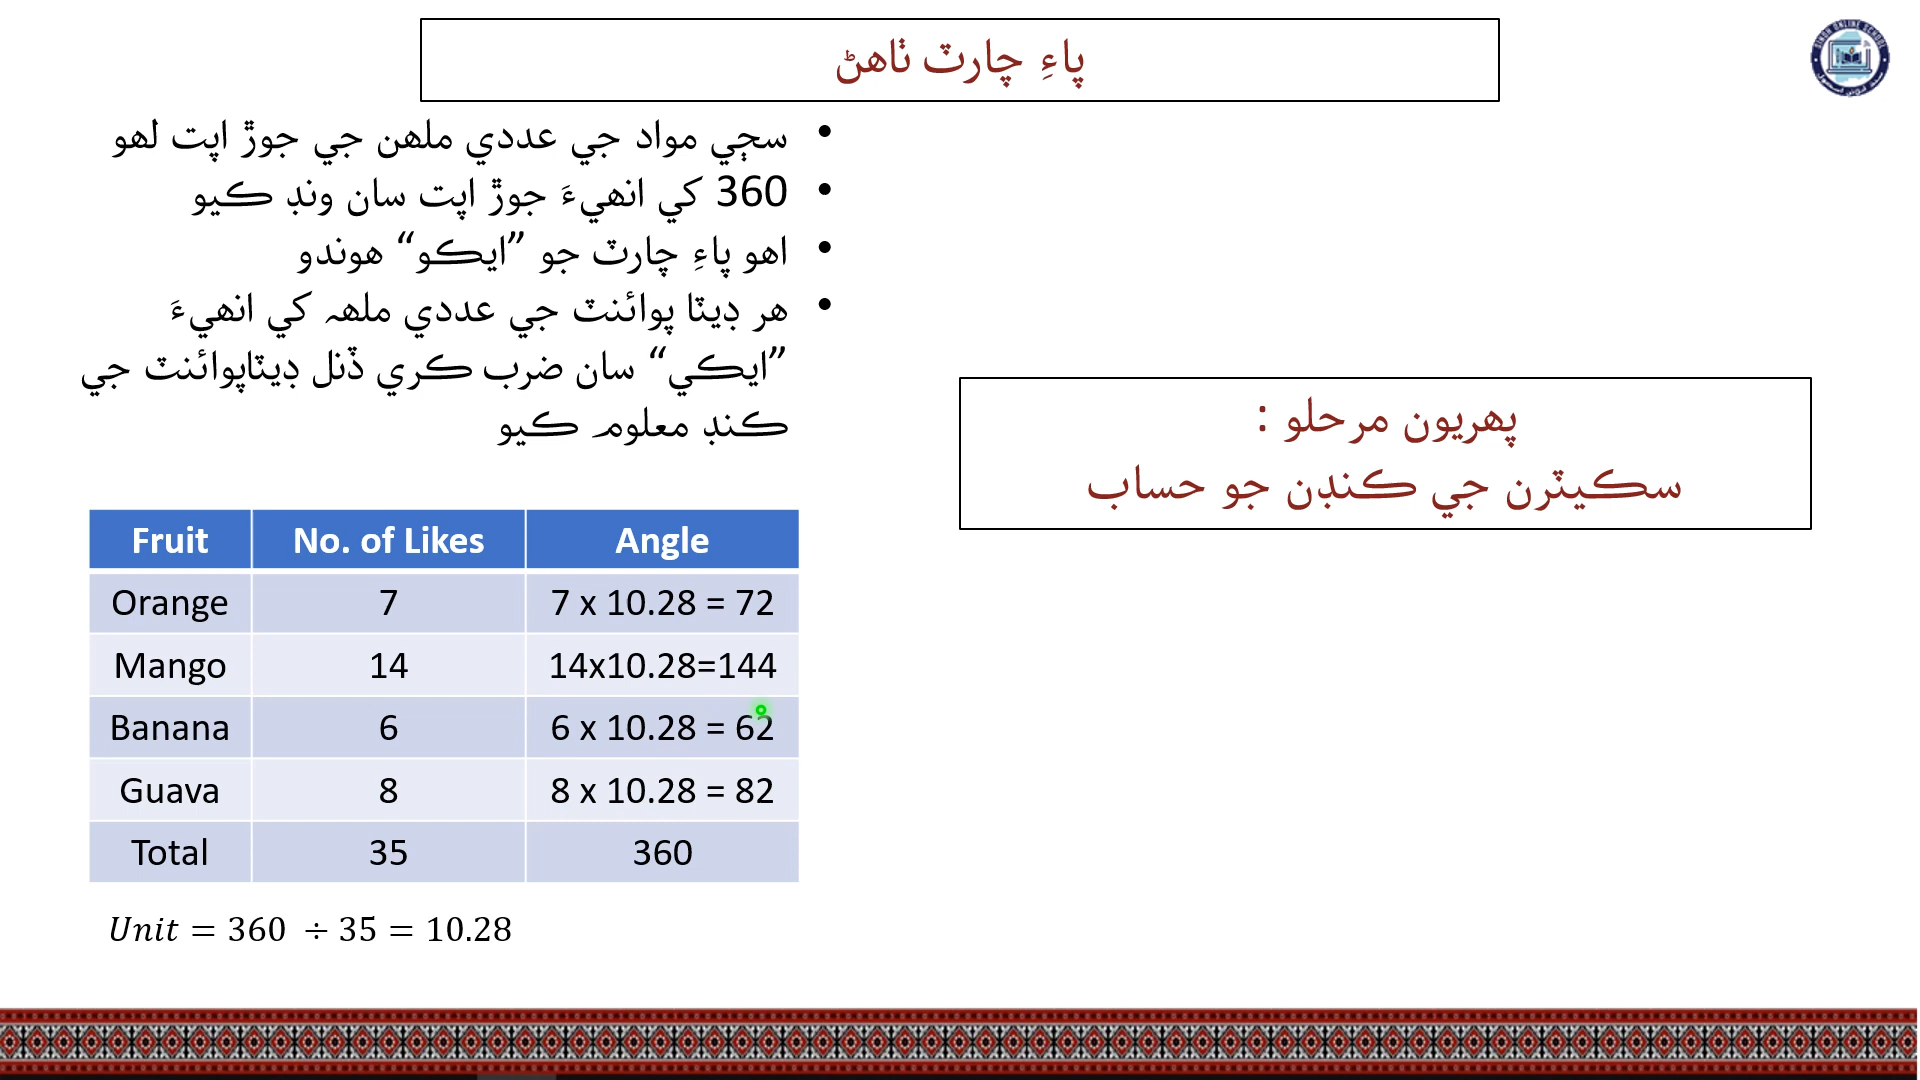 پاءِ چارٽ ٺاهڻ
• سڄي مواد جي عددي ملهن جي جوڙ اپت لهو
• 360 کي انهيءَ جوڙ اپت سان ونڊ ڪيو
• اهو پاءِ چارٽ جو ”ايڪو“ هوندو
• هر ڊيٽا پوائنٽ جي عددي ملهہ کي انهيءَ
”ايڪي“ سان ضرب ڪري ڏنل ڊيٽاپوائنٽ جي
ڪنڊ معلوم ڪيو
پهريون مرحلو :
سڪيٽرن جي ڪنڊن جو حساب
Fruit No. of Likes Angle
Orange 7 7 x 10.28 = 72
Mango 14 14x10.28=144
Banana 6 6 x 10.28 = 62
Guava 8 8 x 10.28 = 82
Total 35 360
Unit = 360 ÷ 35 = 10.28